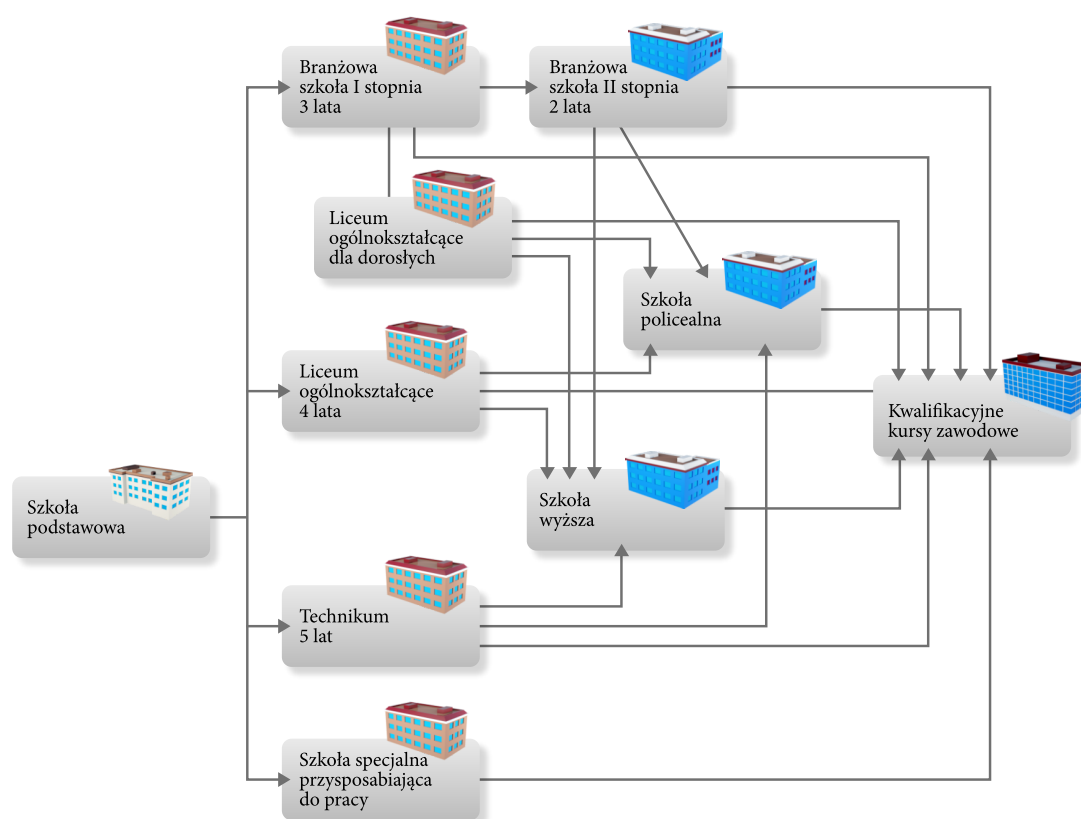 Branżowa
szkoła I stopnia
3 lata
Branżowa
szkoła II stopnia
2 lata
Liceum
ogólnokształcące
dla dorosłych
Szkoła
policealna
Liceum
ogólnokształcące
4 lata
Kwalifikacyjne
kursy zawodowe
Szkoła
podstawowa
Szkoła
wyższa
Technikum
5 lat
Szkoła specjalna
przysposabiająca
do pracy